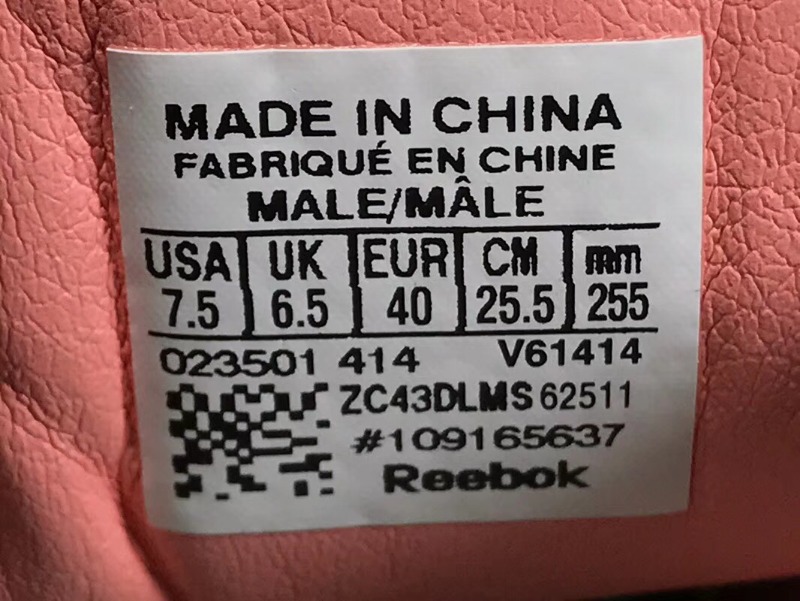 MADE IN CHINA
FABRIQUÉ EN CHINE
MALE/MÂLE
USA UK EUR CM mm
7.5 6.5 40 25.5 255
023501 414 V61414
ZC43DLMS 62511
#109165637
Reebok